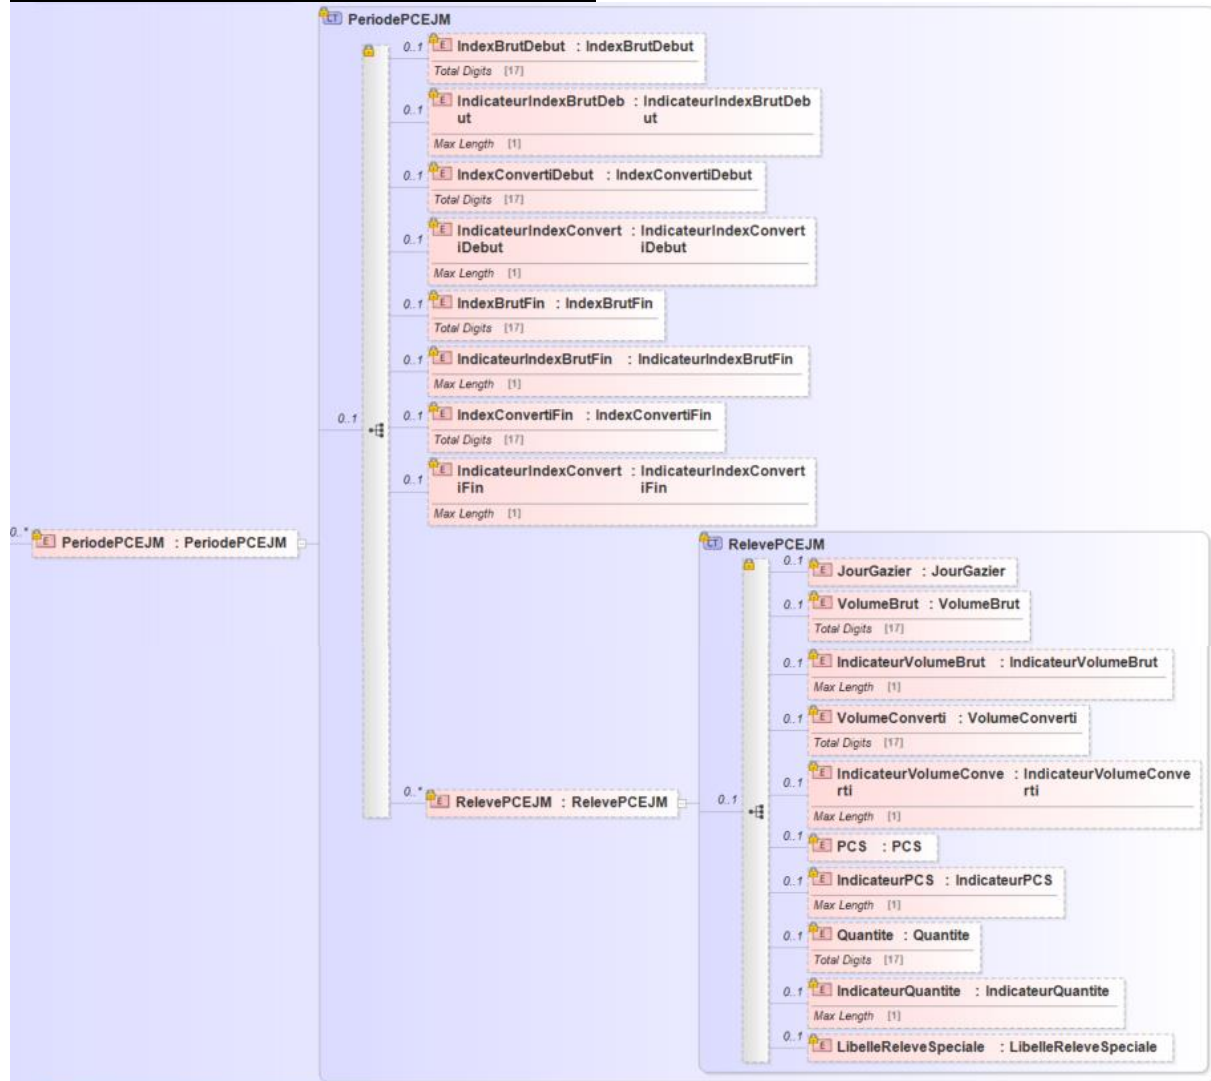 CT PeriodePCEJM
0..1 E IndexBrutDebut : IndexBrutDebut
Total Digits [17]
0..1 E IndicateurIndexBrutDeb : IndicateurIndexBrutDeb
ut ut
Max Length [1]
0..1 E IndexConvertiDebut : IndexConvertiDebut
Total Digits [17]
0..1 E IndicateurIndexConvert : IndicateurIndexConvert
iDebut iDebut
Max Length [1]
0..1 E IndexBrutFin : IndexBrutFin
Total Digits [17]
0..1 E IndicateurIndexBrutFin : IndicateurIndexBrutFin
Max Length [1]
0..1 0..1 E IndexConvertiFin : IndexConvertiFin
Total Digits [17]
0..1 E IndicateurIndexConvert : IndicateurIndexConvert
iFin iFin
Max Length [1]
0..* E PeriodePCEJM : PeriodePCEJM
CT RelevePCEJM
0..1 E JourGazier : JourGazier
0..1 E VolumeBrut : VolumeBrut
Total Digits [17]
0..1 E IndicateurVolumeBrut : IndicateurVolumeBrut
Max Length [1]
0..1 E VolumeConverti : VolumeConverti
Total Digits [17]
0..1 E IndicateurVolumeConve : IndicateurVolumeConve
rti rti
Max Length [1]
0..* E RelevePCEJM : RelevePCEJM 0..1
0..1 E PCS : PCS
0..1 E IndicateurPCS : IndicateurPCS
Max Length [1]
0..1 E Quantite : Quantite
Total Digits [17]
0..1 E IndicateurQuantite : IndicateurQuantite
Max Length [1]
0..1 E LibelleReleveSpeciale : LibelleReleveSpeciale